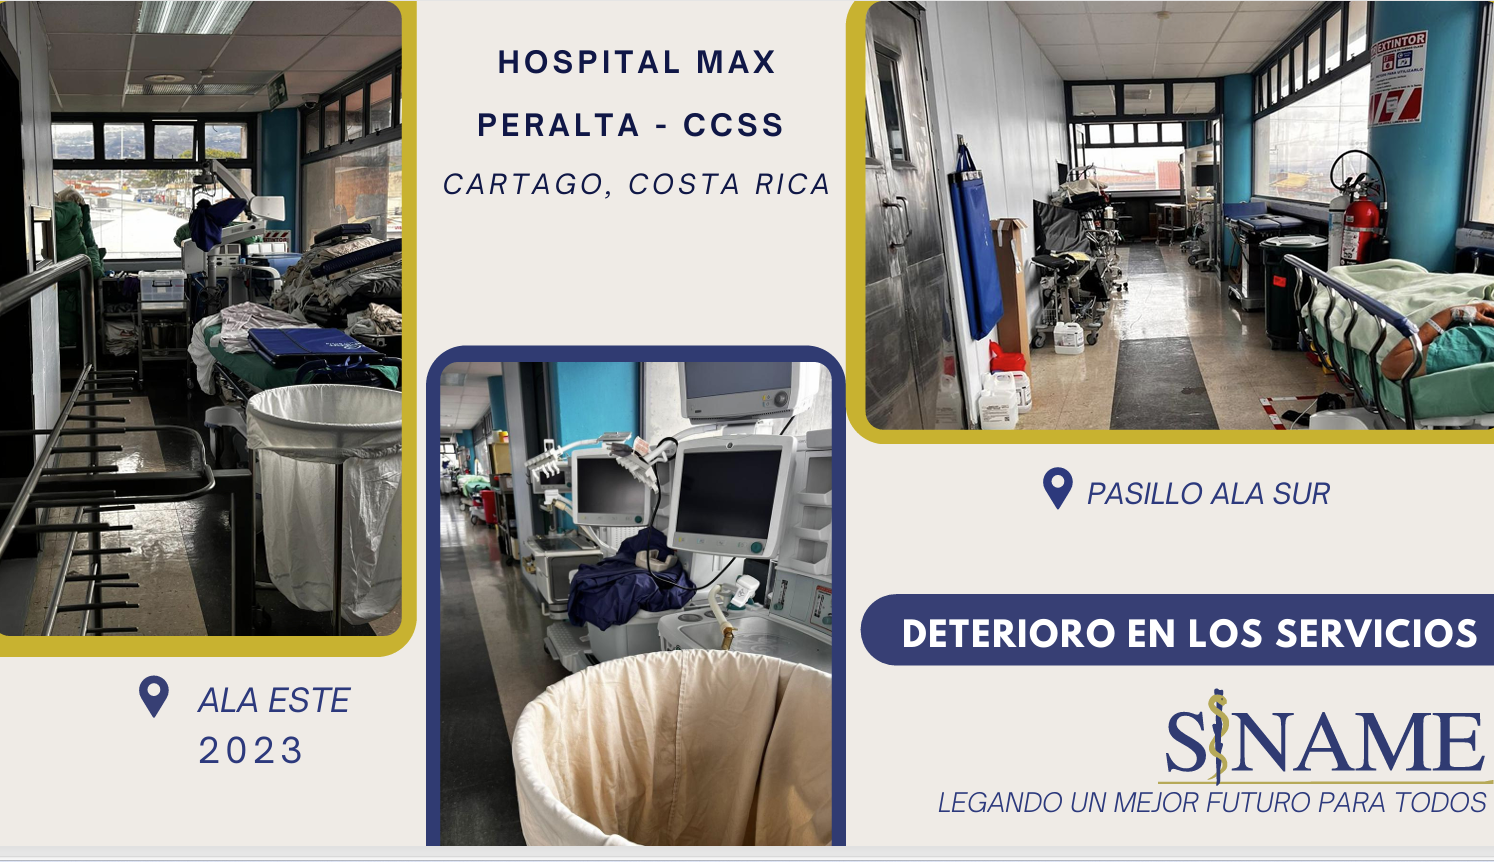 HOSPITAL MAX
PERALTA - CCSS
CARTAGO, COSTA RICA
EXTINTOR
PASILLO ALA SUR
DETERIORO EN LOS SERVICIOS
ALA ESTE
2023
SINAME
LEGANDO UN MEJOR FUTURO PARA TODOS